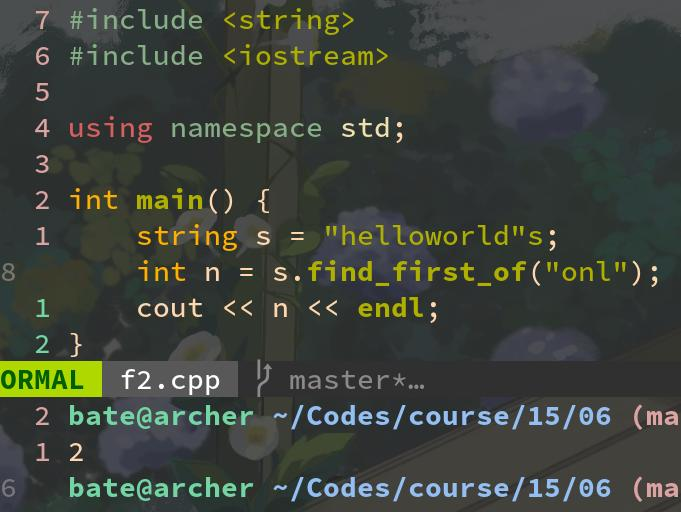 7 #include <string>
6 #include <iostream>
5
4 using namespace std;
3
2 int main() {
1     string s = "helloworld"s;
8     int n = s.find_first_of("onl");
1     cout << n << endl;
2 }
ORMAL f2.cpp master*…
2 bate@archer ~/Codes/course/15/06 (ma
1 2
6 bate@archer ~/Codes/course/15/06 (ma